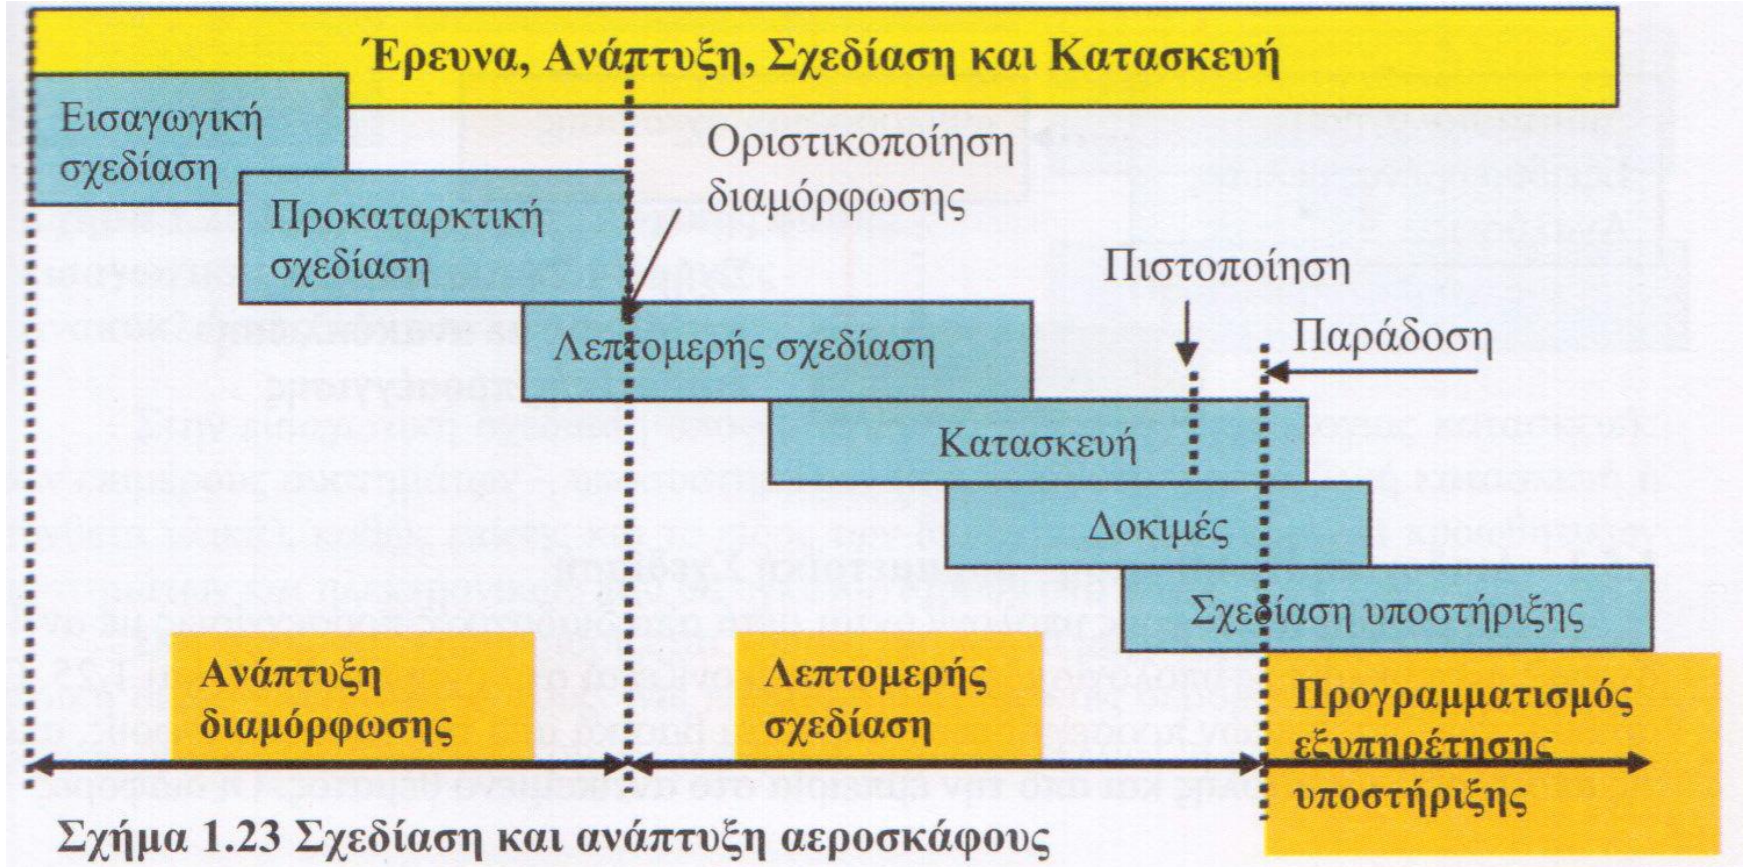 Έρευνα, Ανάπτυξη, Σχεδίαση και Κατασκευή
Εισαγωγική
σχεδίαση
Οριστικοποίηση
διαμόρφωσης
Προκαταρκτική
σχεδίαση
Πιστοποίηση
Παράδοση
Λεπτομερής σχεδίαση
Κατασκευή
Δοκιμές
Σχεδίαση υποστήριξης
Ανάπτυξη
διαμόρφωσης
Λεπτομερής
σχεδίαση
Προγραμματισμός
εξυπηρέτησης
υποστήριξης
Σχήμα 1.23 Σχεδίαση και ανάπτυξη αεροσκάφους